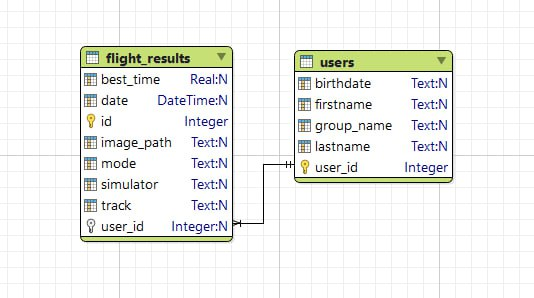 flight_results
best_time Real:N
date DateTime:N
id Integer
image_path Text:N
mode Text:N
simulator Text:N
track Text:N
user_id Integer:N
users
birthdate Text:N
firstname Text:N
group_name Text:N
lastname Text:N
user_id Integer